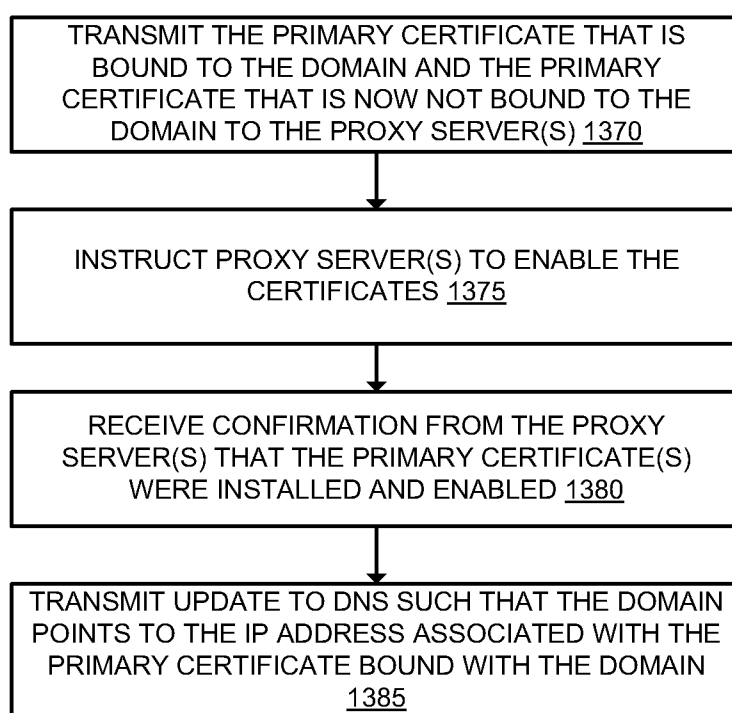 TRANSMIT THE PRIMARY CERTIFICATE THAT IS
BOUND TO THE DOMAIN AND THE PRIMARY
CERTIFICATE THAT IS NOW NOT BOUND TO THE
DOMAIN TO THE PROXY SERVER(S) 1370
INSTRUCT PROXY SERVER(S) TO ENABLE THE
CERTIFICATES 1375
RECEIVE CONFIRMATION FROM THE PROXY
SERVER(S) THAT THE PRIMARY CERTIFICATE(S)
WERE INSTALLED AND ENABLED 1380
TRANSMIT UPDATE TO DNS SUCH THAT THE DOMAIN
POINTS TO THE IP ADDRESS ASSOCIATED WITH THE
PRIMARY CERTIFICATE BOUND WITH THE DOMAIN
1385